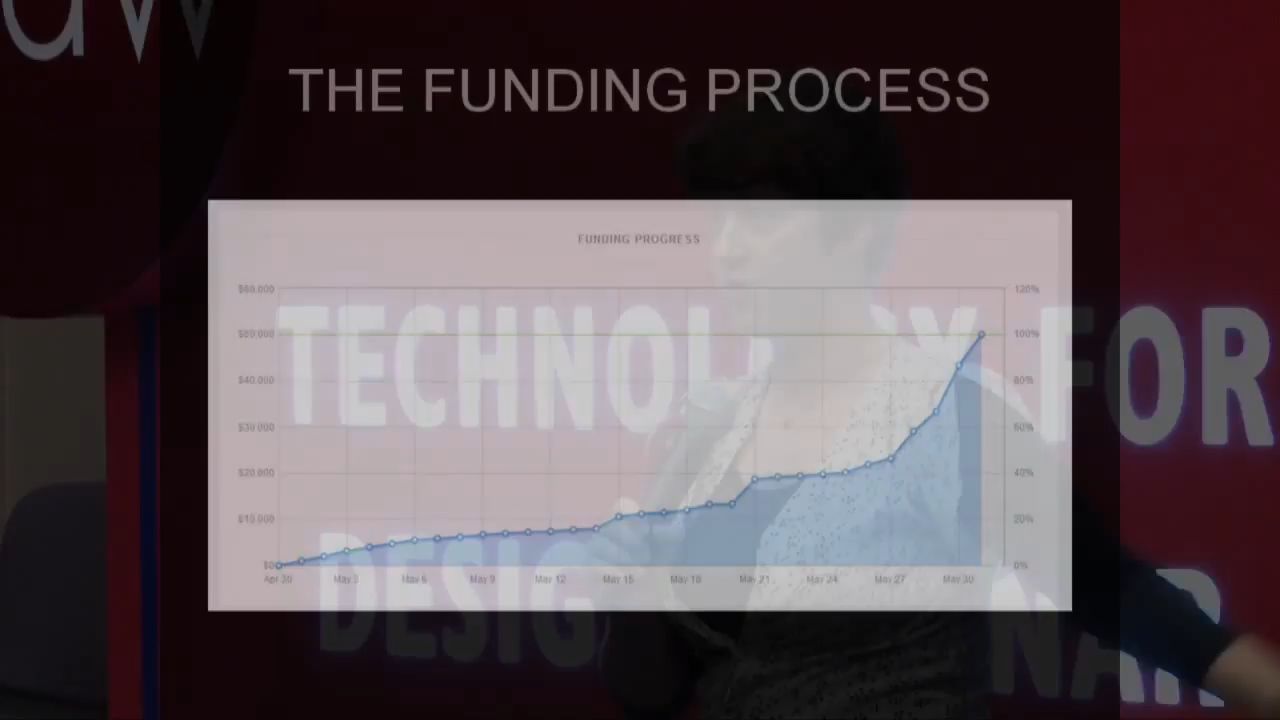 aw
THE FUNDING PROCESS
FUNDING PROGRESS
$60,000 120%
$50,000 100%
$40,000 80%
$30,000 60%
$20,000 40%
$10,000 20%
$0 0%
Apr 30 May 3 May 6 May 9 May 12 May 15 May 18 May 21 May 24 May 27 May 30
TECHNOL Y FOR
DESIG NAR